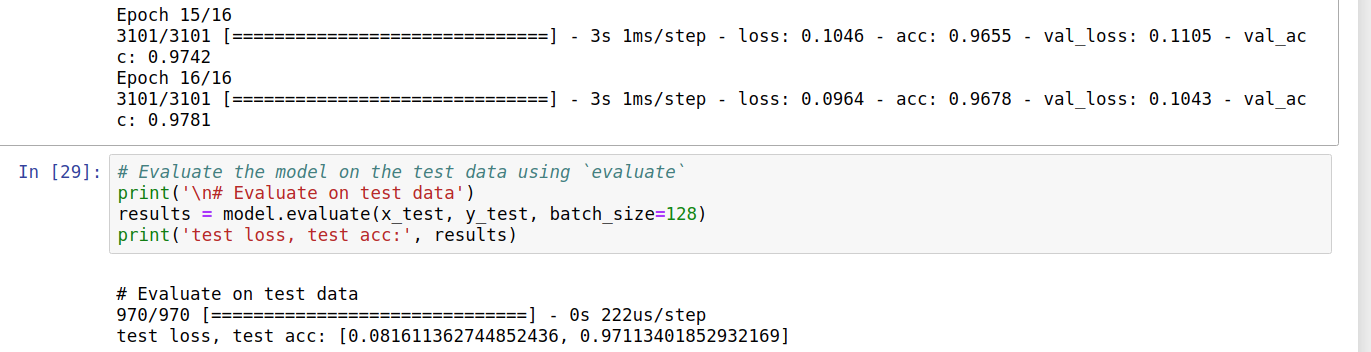 Epoch 15/16
3101/3101 [==============================] - 3s 1ms/step - loss: 0.1046 - acc: 0.9655 - val_loss: 0.1105 - val_ac
c: 0.9742
Epoch 16/16
3101/3101 [==============================] - 3s 1ms/step - loss: 0.0964 - acc: 0.9678 - val_loss: 0.1043 - val_ac
c: 0.9781
In [29]: # Evaluate the model on the test data using `evaluate`
print('\n# Evaluate on test data')
results = model.evaluate(x_test, y_test, batch_size=128)
print('test loss, test acc:', results)
# Evaluate on test data
970/970 [==============================] - 0s 222us/step
test loss, test acc: [0.081611362744852436, 0.97113401852932169]